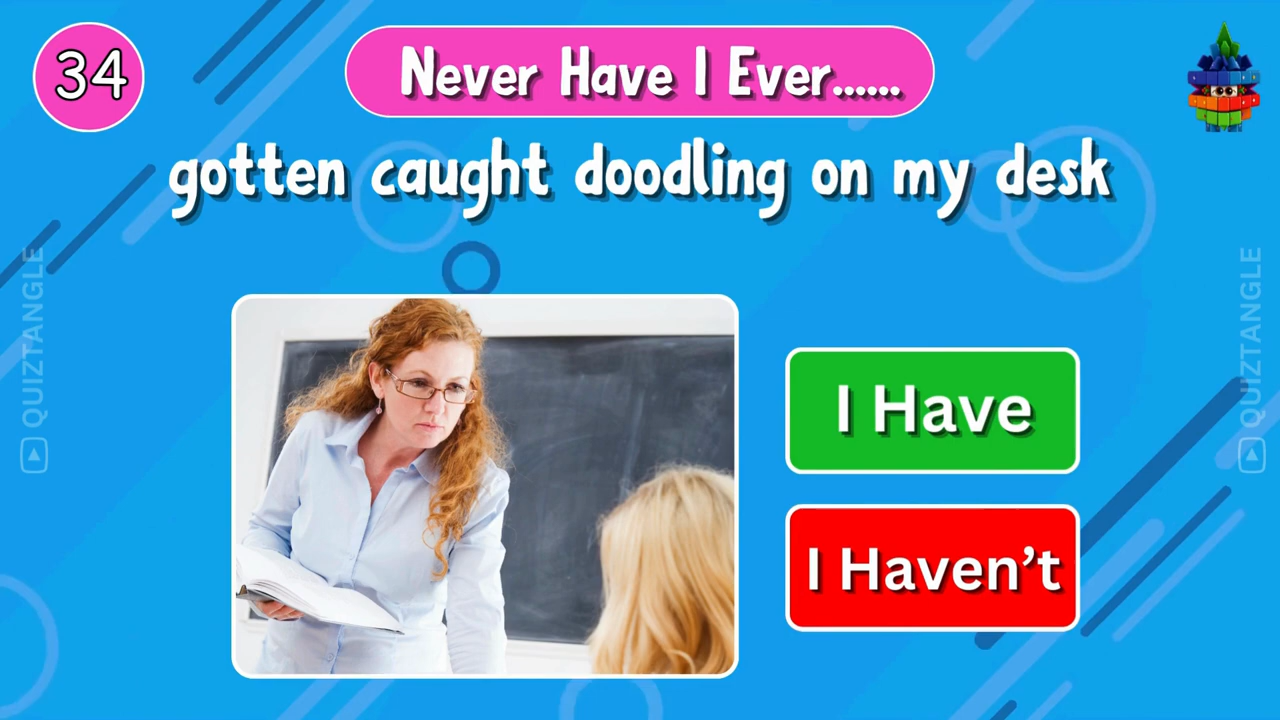 34
Never Have I Ever......
gotten caught doodling on my desk
I Have
I Haven't
QUIZTANGLE
QUIZTANGLE